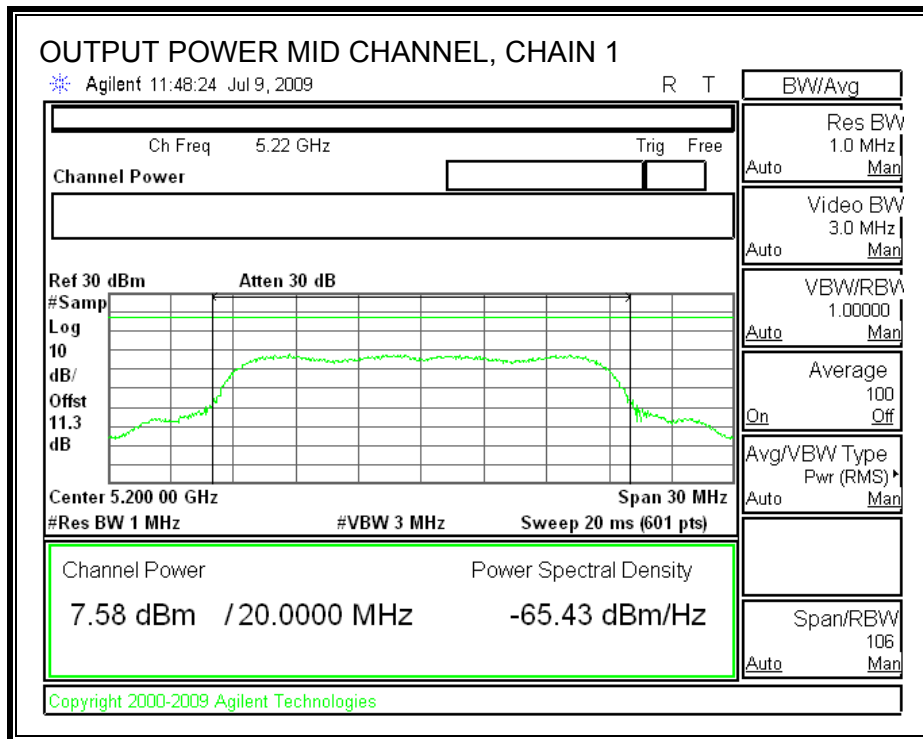 OUTPUT POWER MID CHANNEL, CHAIN 1
Agilent 11:48:24 Jul 9, 2009 R T
Ch Freq 5.22 GHz Trig Free
Channel Power
Ref 30 dBm Atten 30 dB
#Samp
Log
10
dB/
Offst
11.3
dB
Center 5.200 00 GHz Span 30 MHz
#Res BW 1 MHz #VBW 3 MHz Sweep 20 ms (601 pts)
Channel Power Power Spectral Density
7.58 dBm / 20.0000 MHz -65.43 dBm/Hz
Copyright 2000-2009 Agilent Technologies
BW/Avg
Res BW
1.0 MHz
Auto Man
Video BW
3.0 MHz
Auto Man
VBW/RBW
1.00000
Auto Man
Average
100
On Off
Avg/VBW Type
Pwr (RMS)
Auto Man
Span/RBW
106
Auto Man